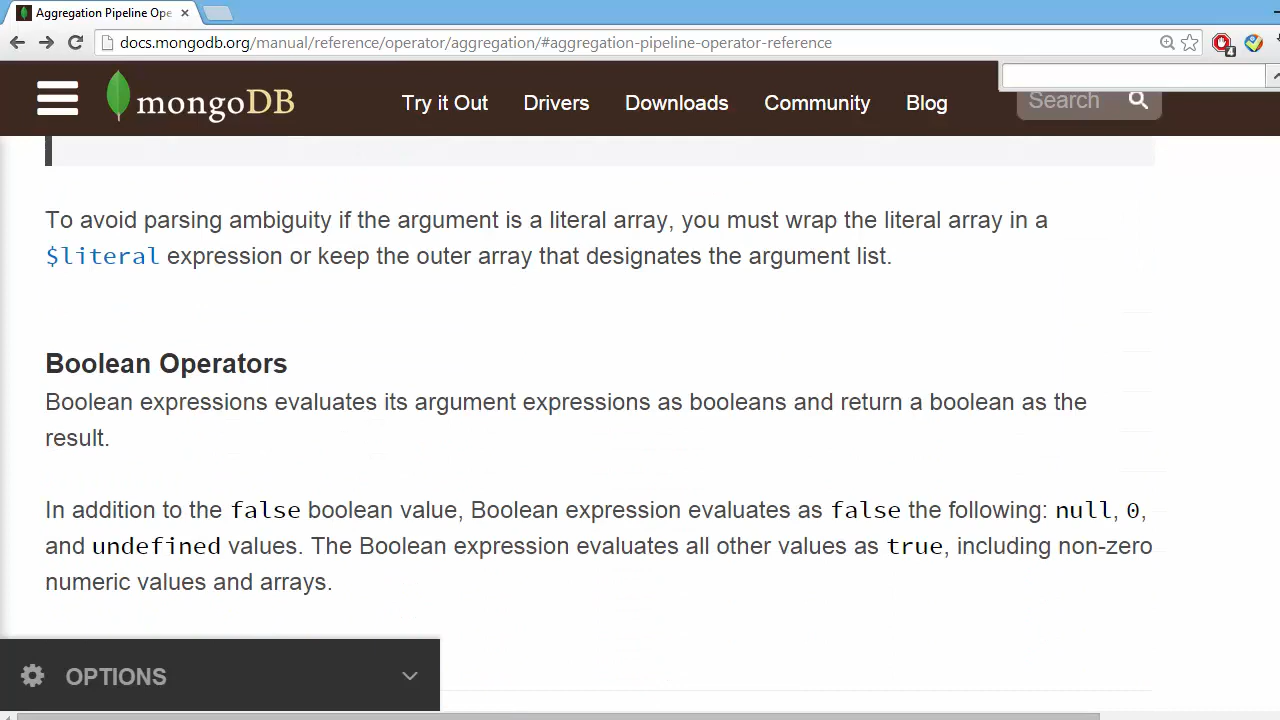 Aggregation Pipeline Ope
docs.mongodb.org/manual/reference/operator/aggregation/#aggregation-pipeline-operator-reference
4
mongoDB
Try it Out
Drivers
Downloads
Community
Blog
Search
To avoid parsing ambiguity if the argument is a literal array, you must wrap the literal array in a
$literal expression or keep the outer array that designates the argument list.
Boolean Operators
Boolean expressions evaluates its argument expressions as booleans and return a boolean as the
result.
In addition to the false boolean value, Boolean expression evaluates as false the following: null, 0,
and undefined values. The Boolean expression evaluates all other values as true, including non-zero
numeric values and arrays.
OPTIONS